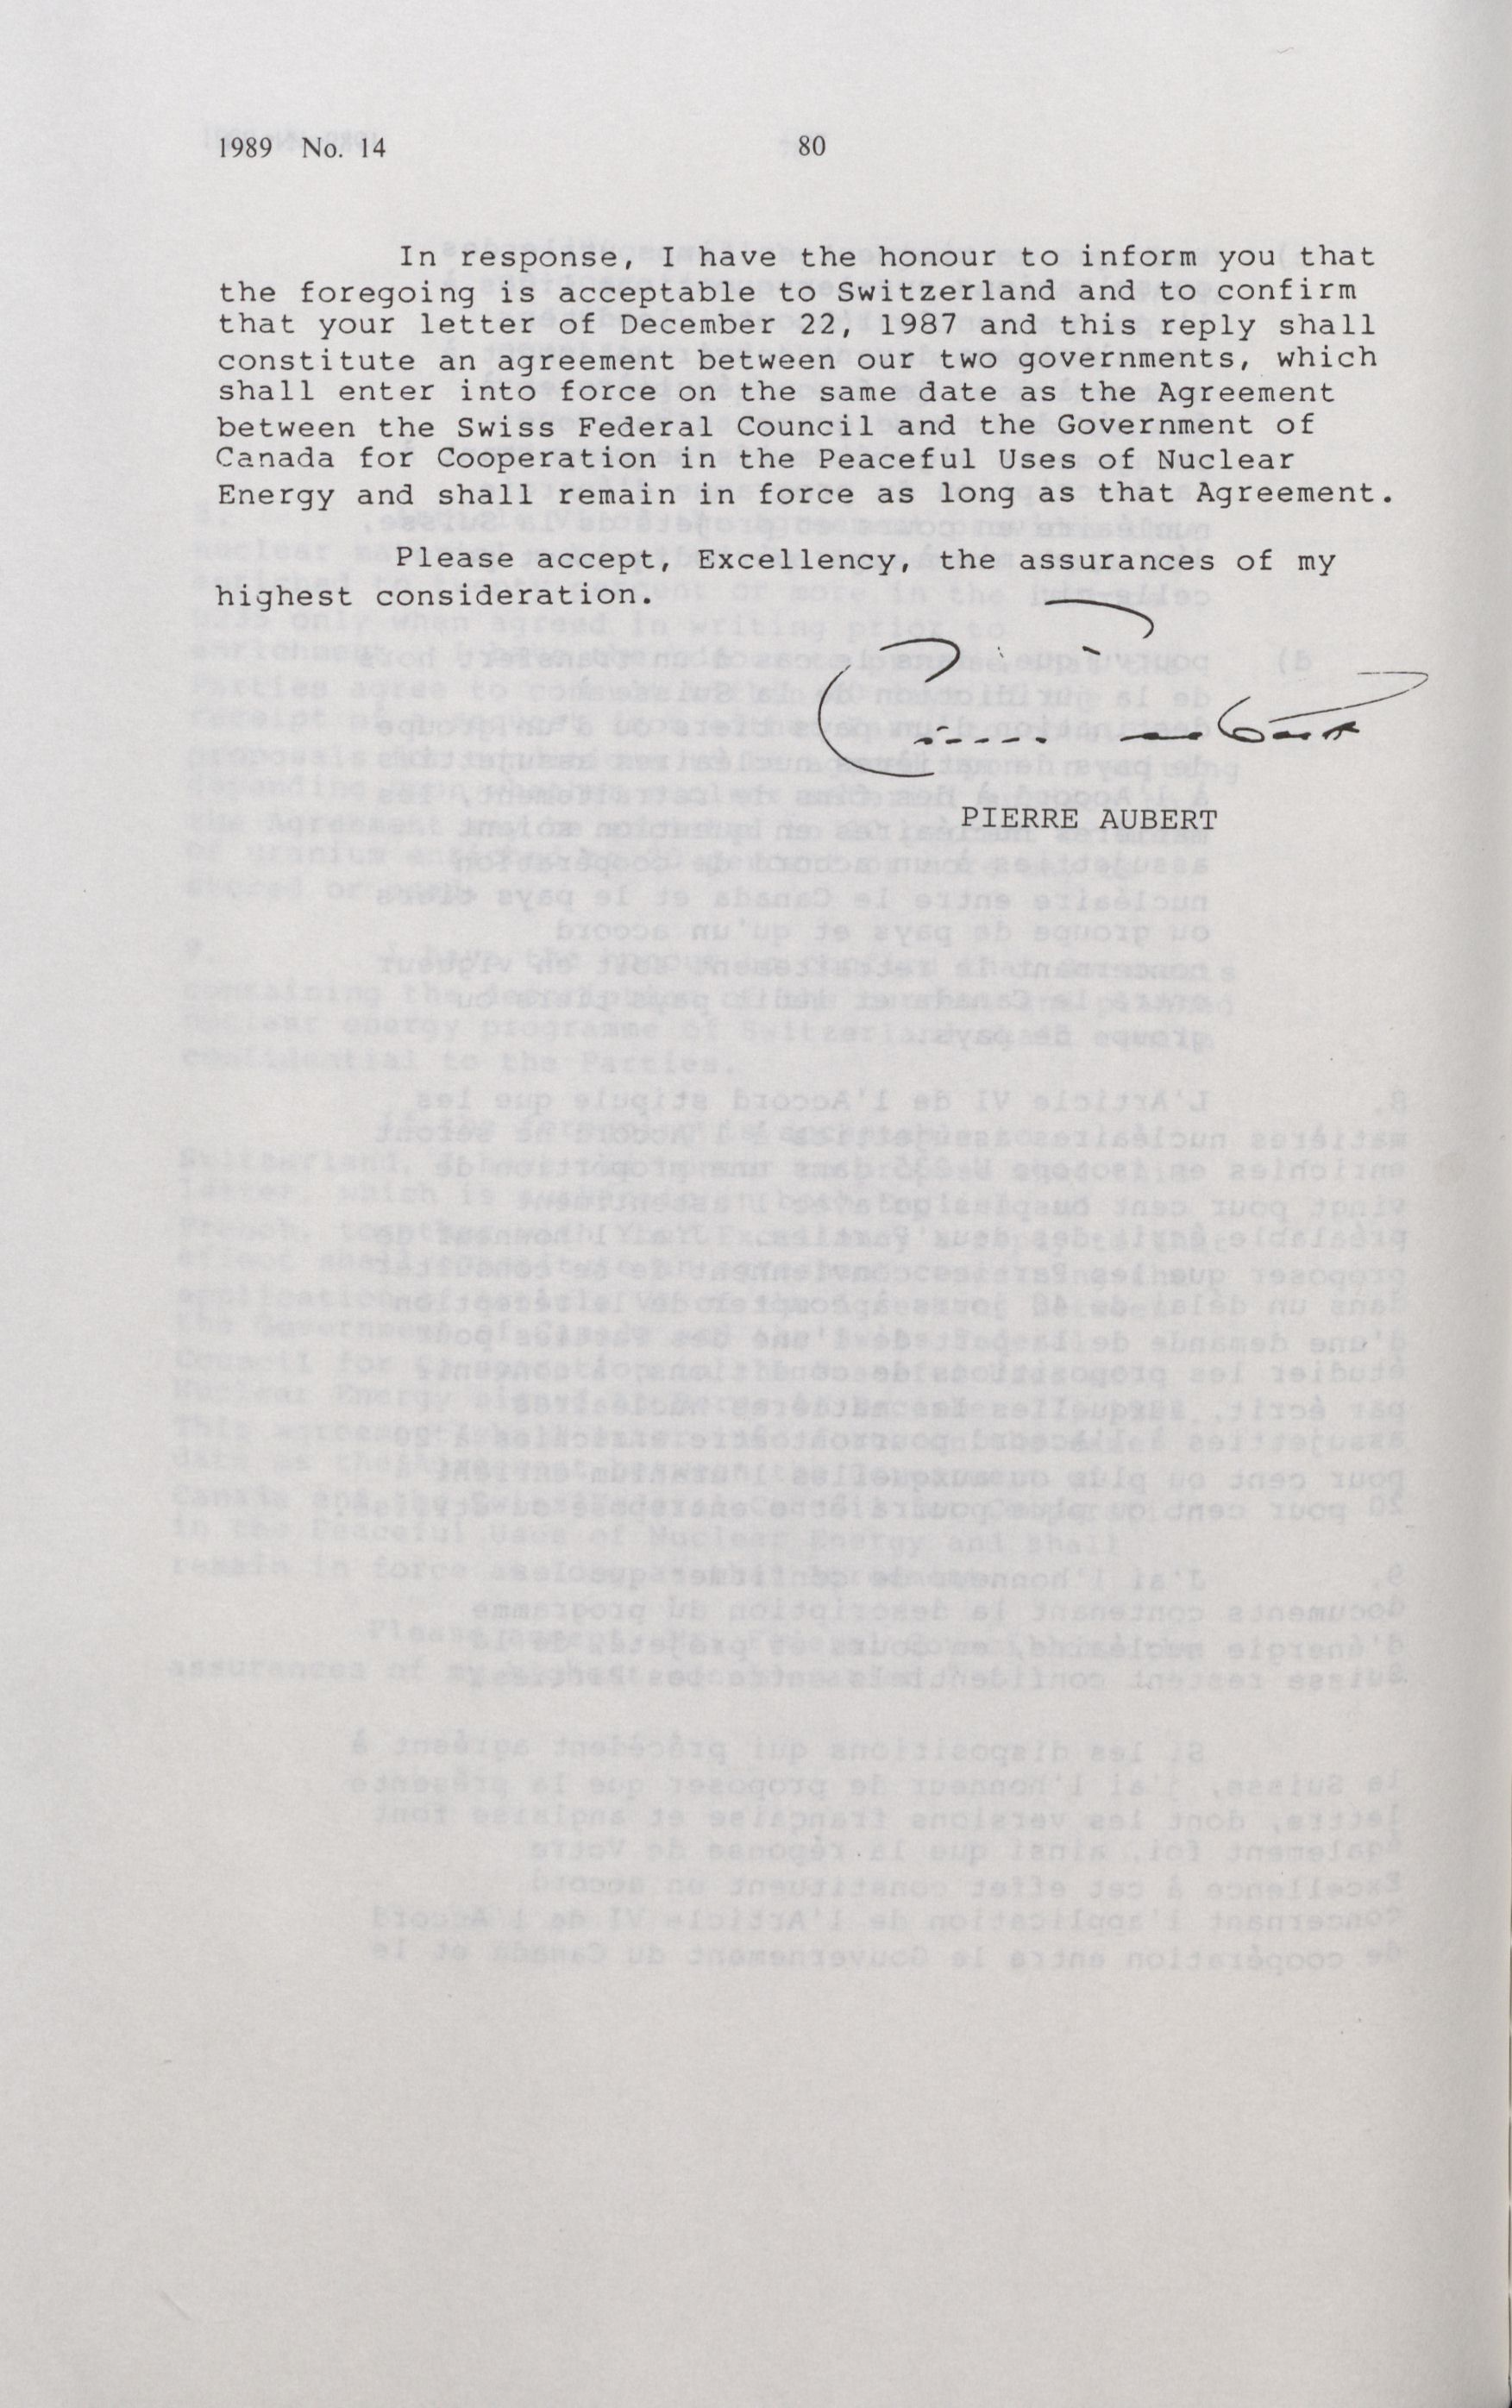 1989 No. 14 80
In response, I have the honour to inform you that
the foregoing is acceptable to Switzerland and to confirm
that your letter of December 22, 1987 and this reply shall
constitute an agreement between our two governments, which
shall enter into force on the same date as the Agreement
between the Swiss Federal Council and the Government of
Canada for Cooperation in the Peaceful Uses of Nuclear
Energy and shall remain in force as long as that Agreement.
Please accept, Excellency, the assurances of my
highest consideration.
PIERRE AUBERT